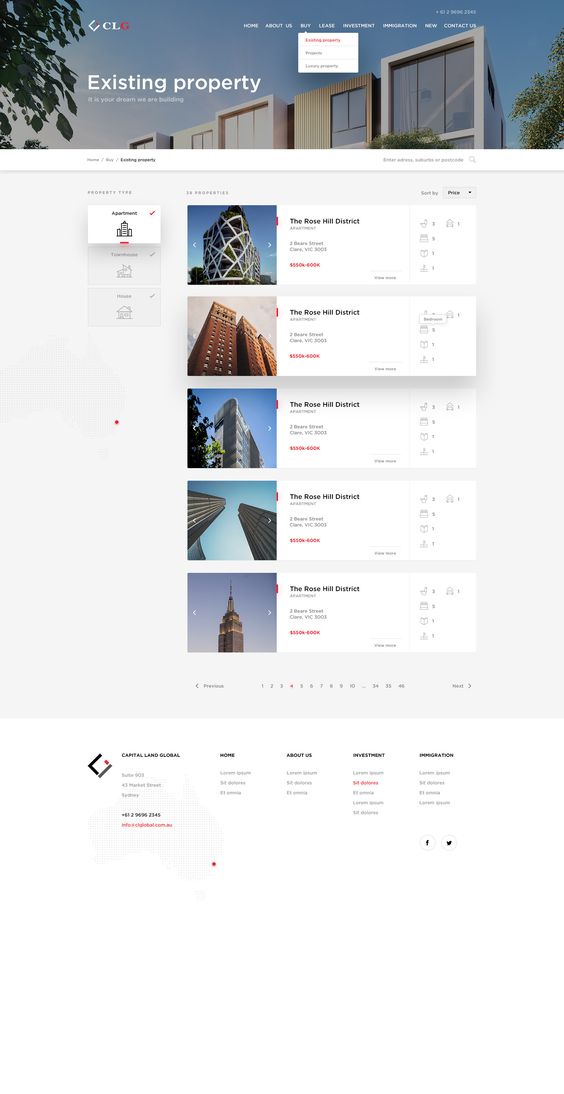 + 61 2 9696 2345
CLG
HOME ABOUT US BUY LEASE INVESTMENT IMMIGRATION NEW CONTACT US
Existing property
Projects
Luxury property
Existing property
It is your dream we are building
Home / Buy / Existing property
Enter adress, suburbs or postcode
PROPERTY TYPE
38 PROPERTIES
Sort by Price
Apartment
Townhouse
House
The Rose Hill District
APARTMENT
2 Beare Street
Clare, VIC 3003
$550k-600K
View more
3 1
5
1
1
The Rose Hill District
APARTMENT
2 Beare Street
Clare, VIC 3003
$550k-600K
View more
1
Bedroom
5
1
1
The Rose Hill District
APARTMENT
2 Beare Street
Clare, VIC 3003
$550k-600K
View more
3 1
5
1
1
The Rose Hill District
APARTMENT
2 Beare Street
Clare, VIC 3003
$550k-600K
View more
3 1
5
1
1
The Rose Hill District
APARTMENT
2 Beare Street
Clare, VIC 3003
$550k-600K
View more
3 1
5
1
1
Previous 1 2 3 4 5 6 7 8 9 10 ... 34 35 46 Next
CAPITAL LAND GLOBAL
Suite 903
43 Market Street
Sydney
+61 2 9696 2345
info@clglobal.com.au
HOME
Lorem ipsum
Sit dolores
Et omnia
ABOUT US
Lorem ipsum
Sit dolores
Et omnia
INVESTMENT
Lorem ipsum
Sit dolores
Et omnia
Lorem ipsum
Sit dolores
IMMIGRATION
Lorem ipsum
Sit dolores
Et omnia
Lorem ipsum